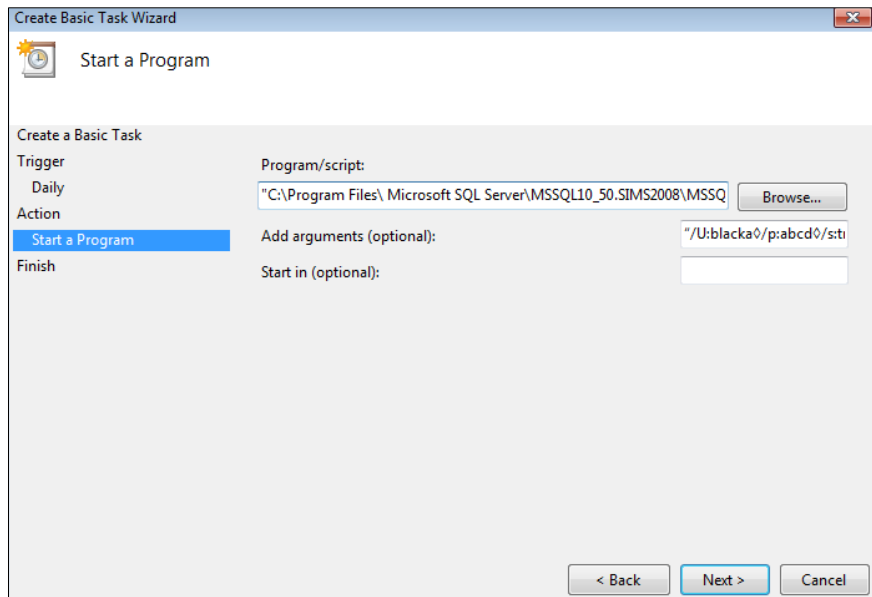 Create Basic Task Wizard
Start a Program
Create a Basic Task
Trigger
Daily
Action
Start a Program
Finish
Program/script:
"C:\Program Files\ Microsoft SQL Server\MSSQL10_50.SIMS2008\MSSQ
Browse...
Add arguments (optional):
"/U:blacka◊/p:abcd◊/s:tr
Start in (optional):
< Back
Next >
Cancel